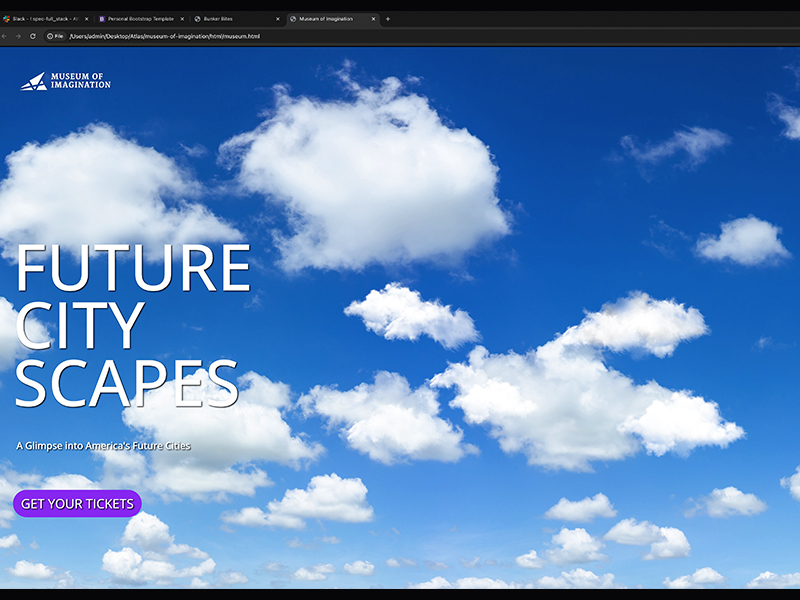 Slack - ! spec-full_stack - Atl
Personal Bootstrap Template
Bunker Bites
Museum of Imagination
File
/Users/admin/Desktop/Atlas/museum-of-imagination/html/museum.html
MUSEUM OF
IMAGINATION
FUTURE
CITY
SCAPES
A Glimpse into America's Future Cities
GET YOUR TICKETS